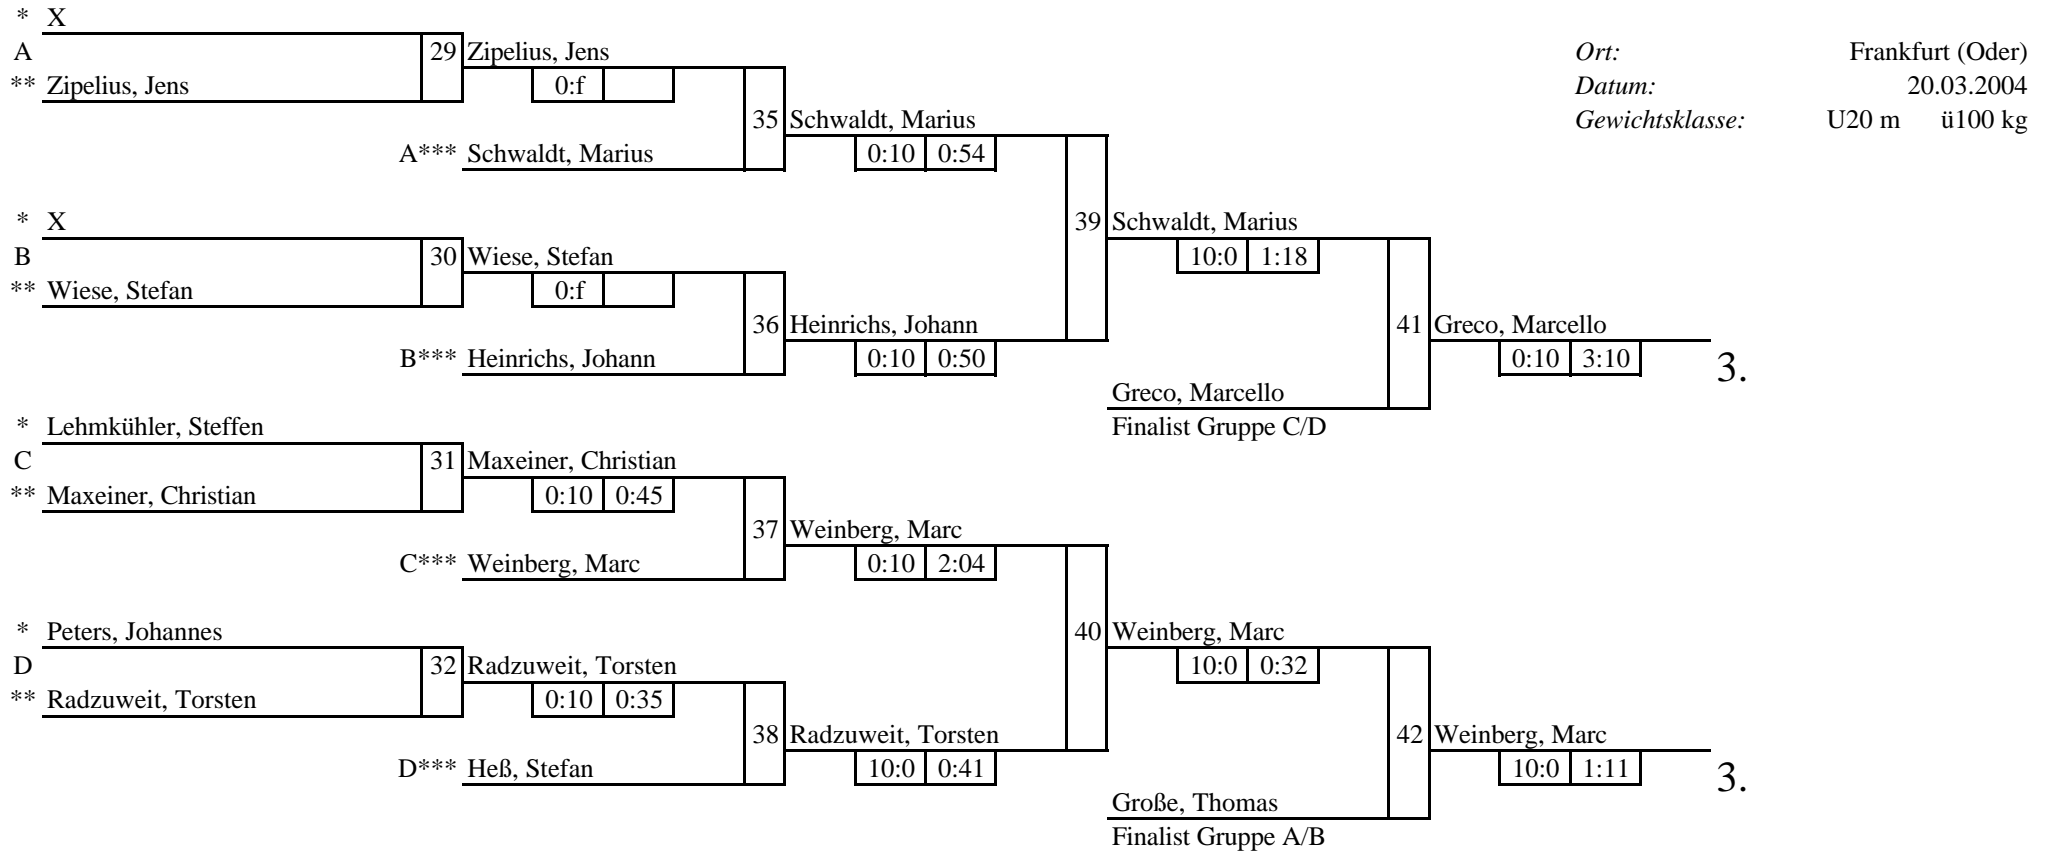 * X
A 29 Zipelius, Jens Ort: Frankfurt (Oder)
** Zipelius, Jens 0:f Datum: 20.03.2004
35 Schwaldt, Marius Gewichtsklasse: U20 m ü100 kg
A*** Schwaldt, Marius 0:10 0:54
* X 39 Schwaldt, Marius
B 30 Wiese, Stefan 10:0 1:18
** Wiese, Stefan 0:f
36 Heinrichs, Johann 41 Greco, Marcello
B*** Heinrichs, Johann 0:10 0:50 0:10 3:10 3.
Greco, Marcello
* Lehmkühler, Steffen Finalist Gruppe C/D
C 31 Maxeiner, Christian
** Maxeiner, Christian 0:10 0:45
37 Weinberg, Marc
C*** Weinberg, Marc 0:10 2:04
* Peters, Johannes 40 Weinberg, Marc
D 32 Radzuweit, Torsten 10:0 0:32
** Radzuweit, Torsten 0:10 0:35
38 Radzuweit, Torsten 42 Weinberg, Marc
D*** Heß, Stefan 10:0 0:41 10:0 1:11 3.
Große, Thomas
Finalist Gruppe A/B